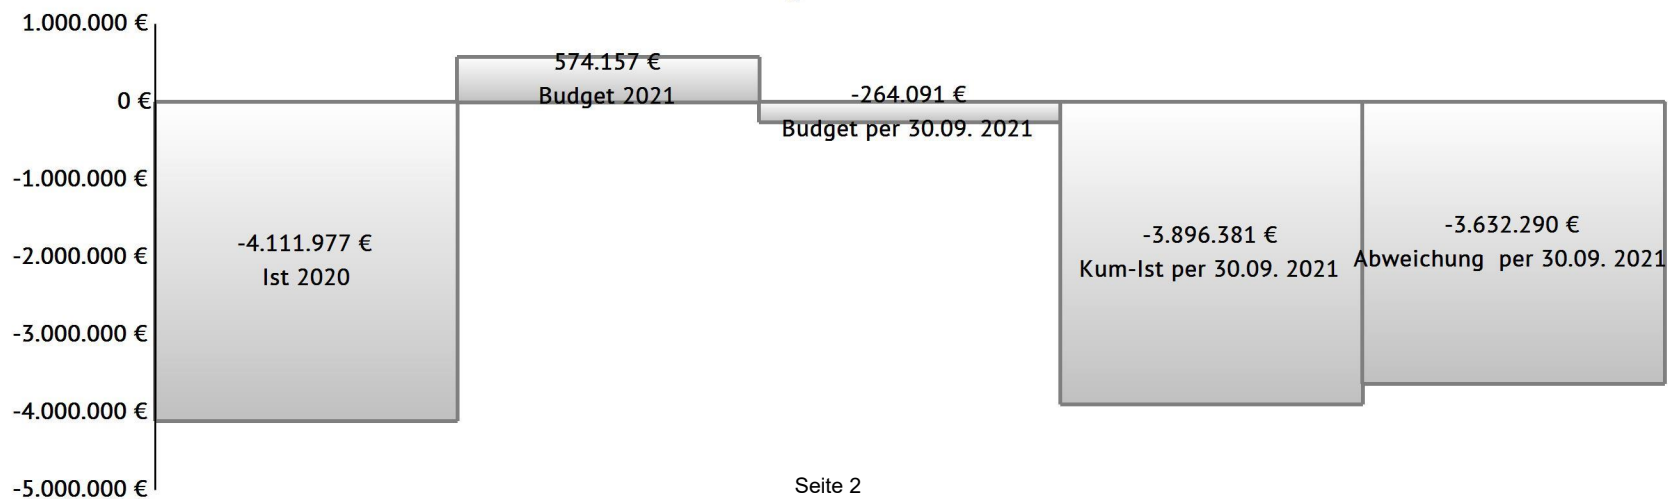 1.000.000 €
0 €
-1.000.000 €
-2.000.000 €
-3.000.000 €
-4.000.000 €
-5.000.000 €
-4.111.977 €
Ist 2020
574.157 €
Budget 2021
-264.091 €
Budget per 30.09. 2021
-3.896.381 €
Kum-Ist per 30.09. 2021
-3.632.290 €
Abweichung  per 30.09. 2021
Seite 2